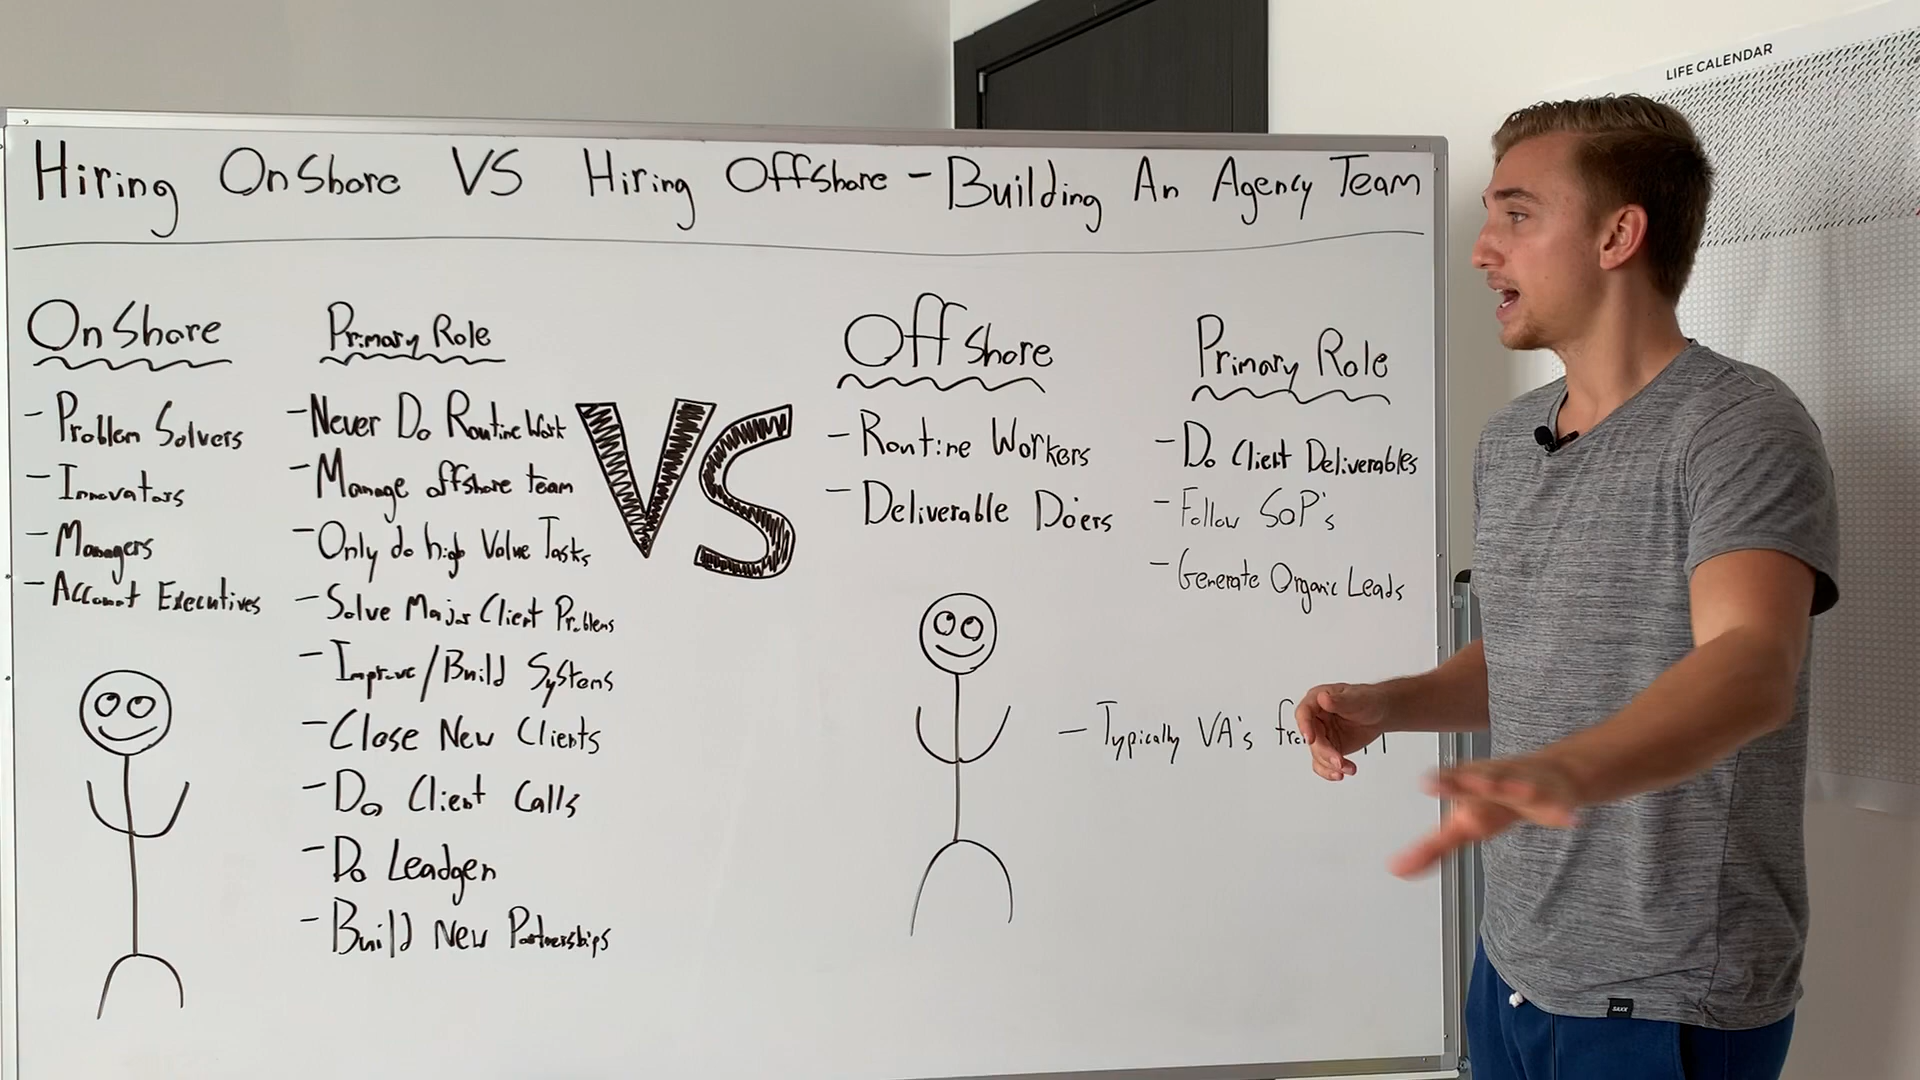 LIFE CALENDAR
Hiring OnShore VS Hiring Offshore - Building An Agency Team
OnShore
- Problem Solvers
- Innovators
- Managers
- Account Executives
Primary Role
- Never Do Routine Work
- Manage offshore team
- Only do high Value Tasks
- Solve Major Client Problems
- Improve/Build Systems
- Close New Clients
- Do Client Calls
- Do Leadgen
- Build New Partnerships
VS
Offshore
- Routine Workers
- Deliverable Doers
Primary Role
- Do Client Deliverables
- Follow SOP's
- Generate Organic Leads
- Typically VA's
SAXX